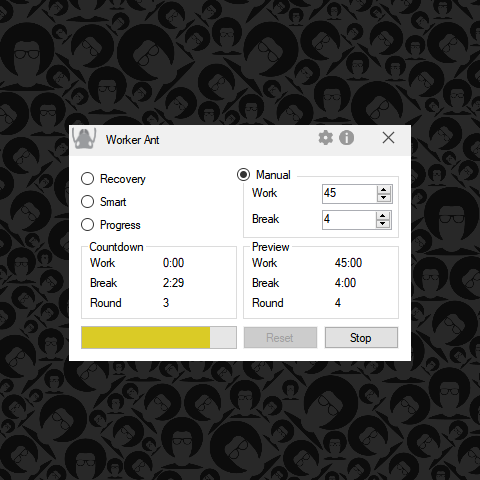 Worker Ant
Recovery
Smart
Progress
Manual
Work 45
Break 4
Countdown
Work 0:00
Break 2:29
Round 3
Preview
Work 45:00
Break 4:00
Round 4
Reset
Stop